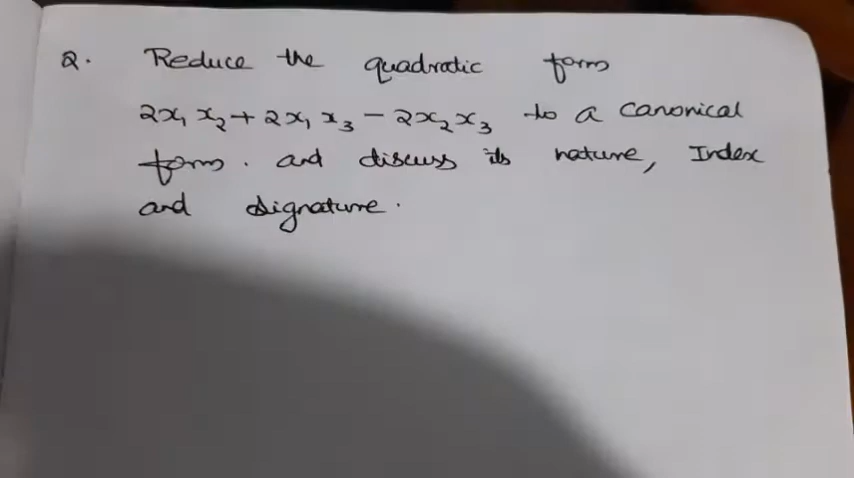 Q. Reduce the quadratic form
2x₁x₂ + 2x₁x₃ - 2x₂x₃ to a canonical
form. and discuss its nature, Index
and signature.